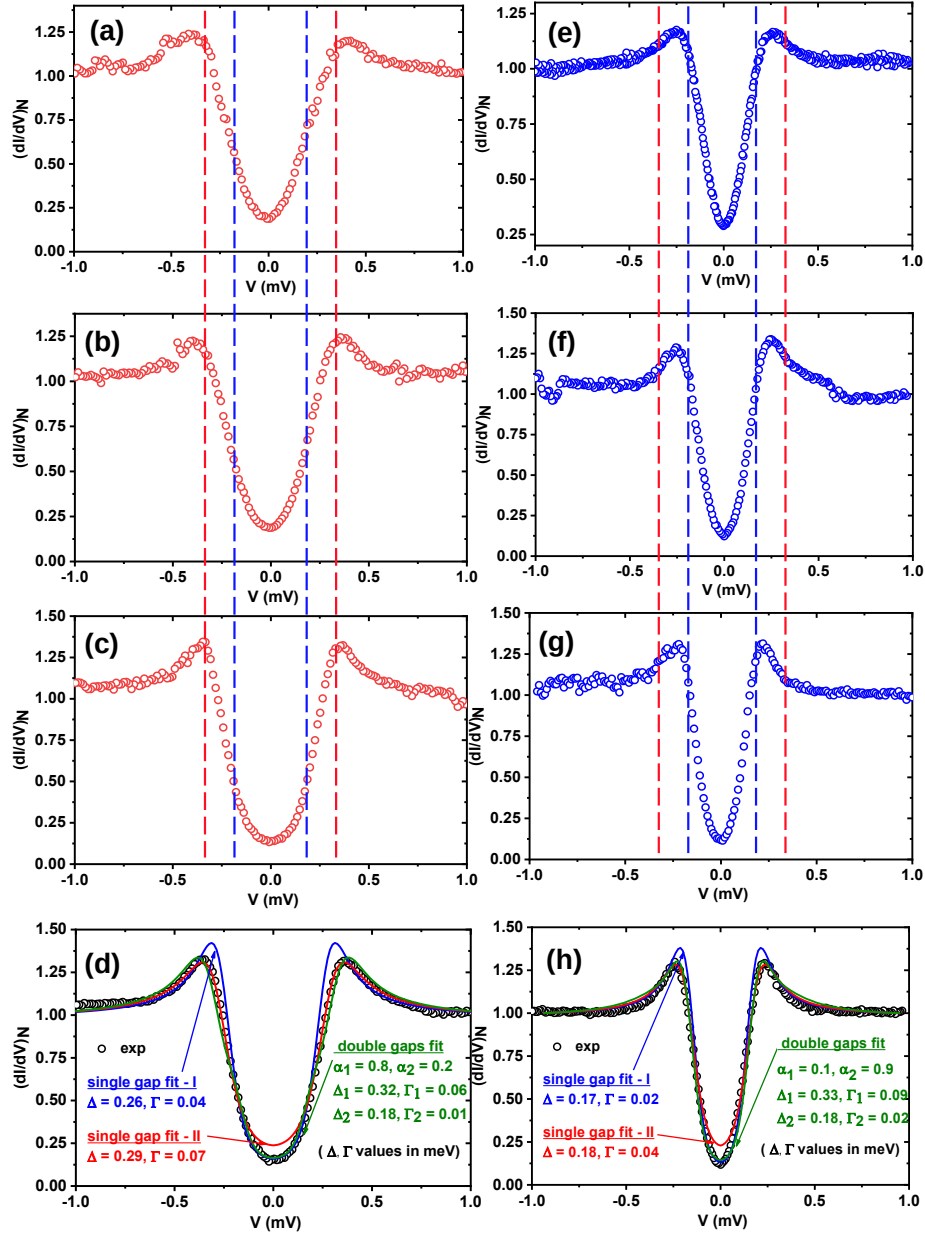 (a)
1.25
1.00
0.75
0.50
0.25
0.00
(dI/dV)N
-1.0 -0.5 0.0 0.5 1.0
V (mV)
(b)
1.25
1.00
0.75
0.50
0.25
0.00
(dI/dV)N
-1.0 -0.5 0.0 0.5 1.0
V (mV)
(c)
1.50
1.25
1.00
0.75
0.50
0.25
0.00
(dI/dV)N
-1.0 -0.5 0.0 0.5 1.0
V (mV)
(d)
1.50
1.25
1.00
0.75
0.50
0.25
0.00
(dI/dV)N
exp
single gap fit - I
Δ = 0.26, Γ = 0.04
single gap fit - II
Δ = 0.29, Γ = 0.07
double gaps fit
α1 = 0.8, α2 = 0.2
Δ1 = 0.32, Γ1 = 0.06
Δ2 = 0.18, Γ2 = 0.01
( Δ, Γ values in meV)
-1.0 -0.5 0.0 0.5 1.0
V (mV)
(e)
1.25
1.00
0.75
0.50
0.25
(dI/dV)N
-1.0 -0.5 0.0 0.5 1.0
V (mV)
(f)
1.50
1.25
1.00
0.75
0.50
0.25
0.00
(dI/dV)N
-1.0 -0.5 0.0 0.5 1.0
V (mV)
(g)
1.50
1.25
1.00
0.75
0.50
0.25
0.00
(dI/dV)N
-1.0 -0.5 0.0 0.5 1.0
V (mV)
(h)
1.50
1.25
1.00
0.75
0.50
0.25
0.00
(dI/dV)N
exp
single gap fit - I
Δ = 0.17, Γ = 0.02
single gap fit - II
Δ = 0.18, Γ = 0.04
double gaps fit
α1 = 0.1, α2 = 0.9
Δ1 = 0.33, Γ1 = 0.09
Δ2 = 0.18, Γ2 = 0.02
( Δ, Γ values in meV)
-1.0 -0.5 0.0 0.5 1.0
V (mV)